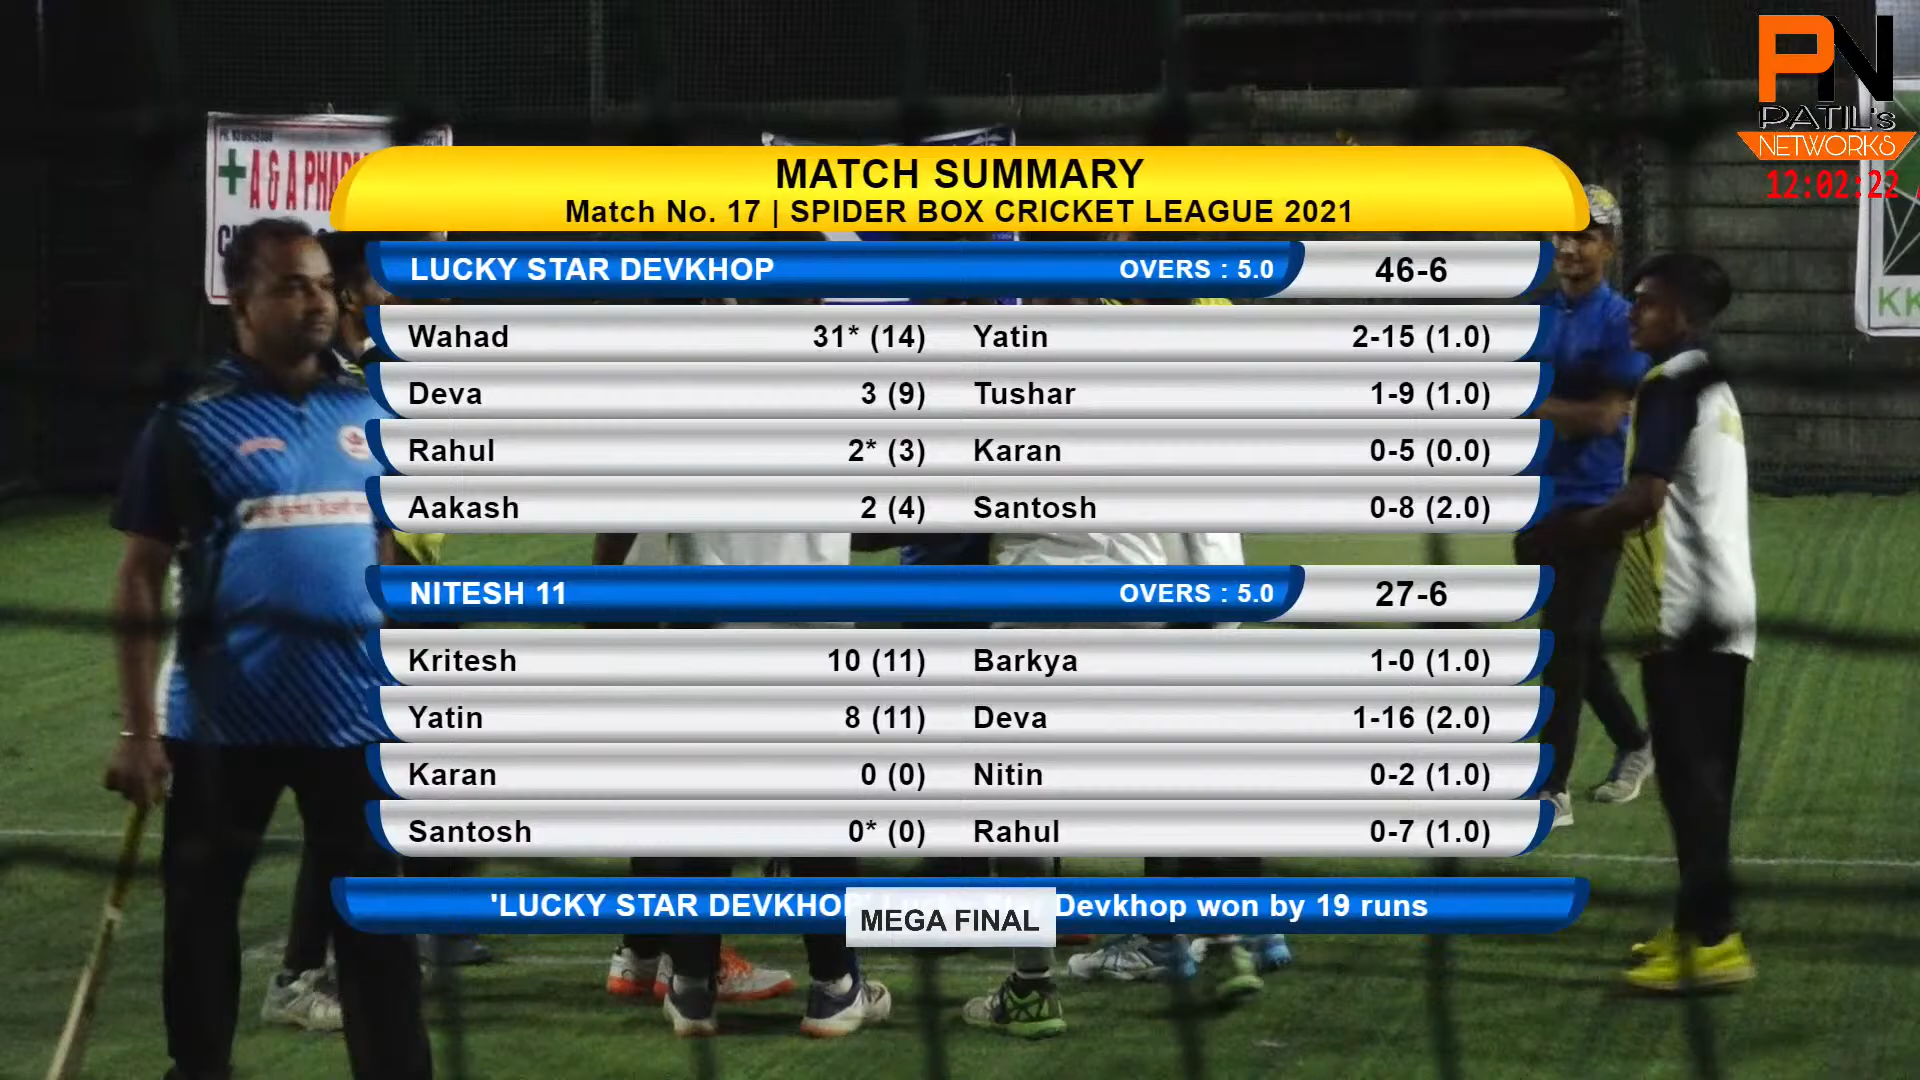 PN
PATIL's
NETWORKS
12:02:22
A & A PHAR
MATCH SUMMARY
Match No. 17 | SPIDER BOX CRICKET LEAGUE 2021
LUCKY STAR DEVKHOP OVERS : 5.0 46-6
Wahad 31* (14) Yatin 2-15 (1.0)
Deva 3 (9) Tushar 1-9 (1.0)
Rahul 2* (3) Karan 0-5 (0.0)
Aakash 2 (4) Santosh 0-8 (2.0)
NITESH 11 OVERS : 5.0 27-6
Kritesh 10 (11) Barkya 1-0 (1.0)
Yatin 8 (11) Deva 1-16 (2.0)
Karan 0 (0) Nitin 0-2 (1.0)
Santosh 0* (0) Rahul 0-7 (1.0)
'LUCKY STAR DEVKHOP' Devkhop won by 19 runs
MEGA FINAL
KK